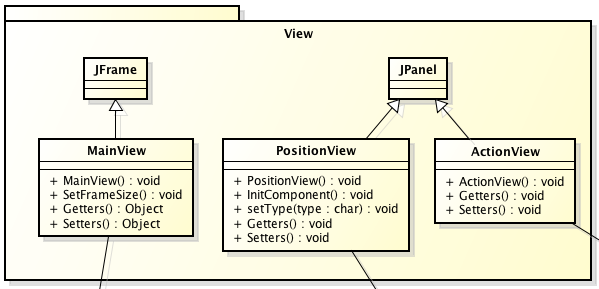 View
JFrame
JPanel
MainView
+ MainView() : void
+ SetFrameSize() : void
+ Getters() : Object
+ Setters() : Object
PositionView
+ PositionView() : void
+ InitComponent() : void
+ setType(type : char) : void
+ Getters() : void
+ Setters() : void
ActionView
+ ActionView() : void
+ Getters() : void
+ Setters() : void